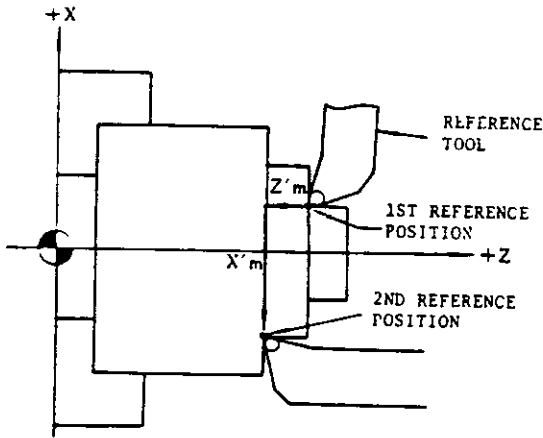 +X
REFERENCE
TOOL
Z'm
1ST REFERENCE
POSITION
X'm
+Z
2ND REFERENCE
POSITION